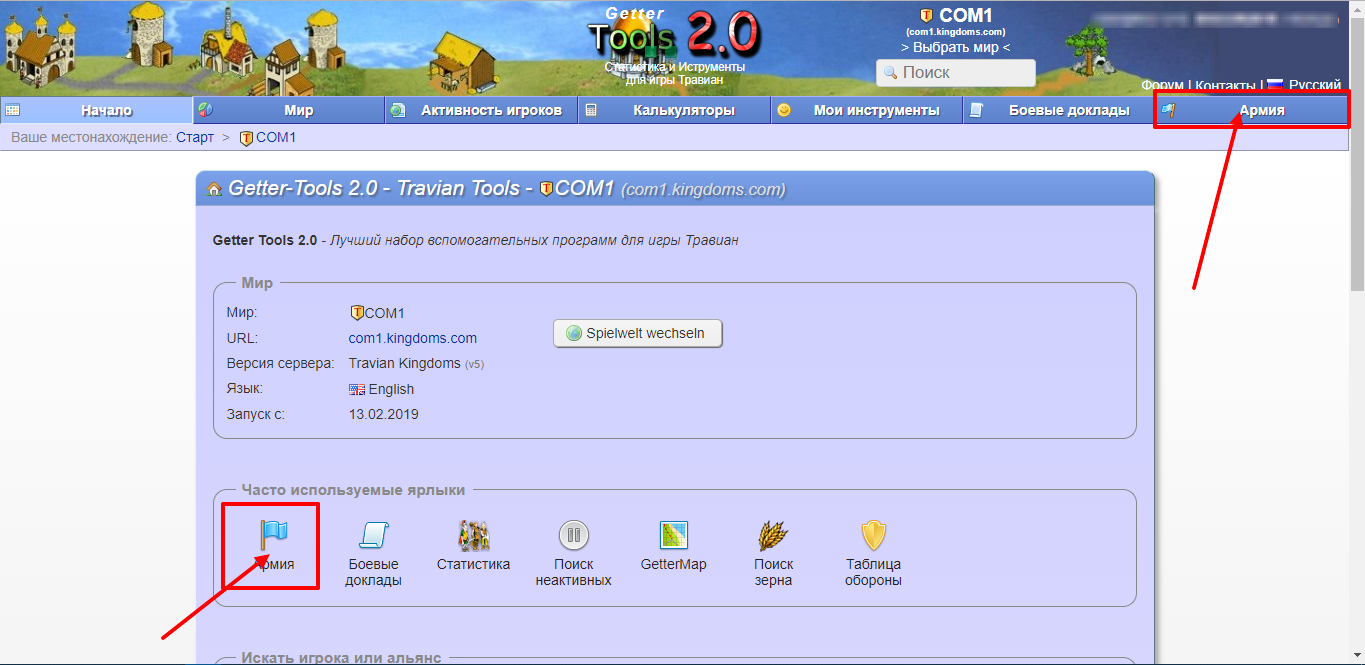 Getter
Tools 2.0
Статистика и Иструменты
для игры Травиан
COM1
(com1.kingdoms.com)
> Выбрать мир <
Поиск
Форум | Контакты | Русский
Начало
Мир
Активность игроков
Калькуляторы
Мои инструменты
Боевые доклады
Армия
Ваше местонахождение: Старт > COM1
Getter-Tools 2.0 - Travian Tools - COM1 (com1.kingdoms.com)
Getter Tools 2.0 - Лучший набор вспомогательных программ для игры Травиан
Мир
Мир: COM1
URL: com1.kingdoms.com
Spielwelt wechseln
Версия сервера: Travian Kingdoms (v5)
Язык: English
Запуск с: 13.02.2019
Часто используемые ярлыки
Армия
Боевые
доклады
Статистика
Поиск
неактивных
GetterMap
Поиск
зерна
Таблица
обороны
Искать игрока или альянс